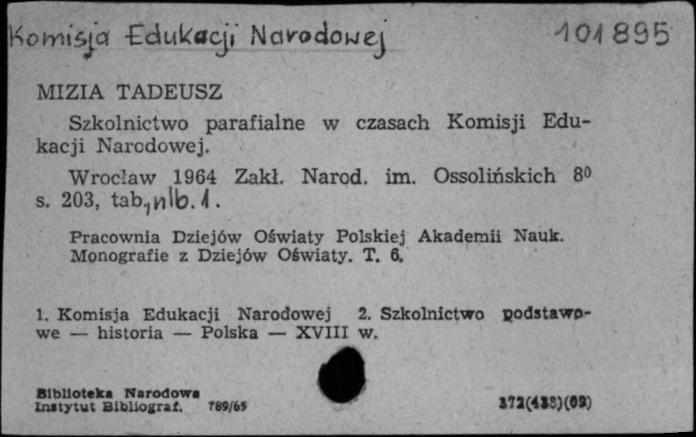 Komisja Edukacji Narodowej 101895
MIZIA TADEUSZ
Szkolnictwo parafialne w czasach Komisji Edu-
kacji Narodowej.
Wrocław 1964 Zakł. Narod. im. Ossolińskich 8⁰
s. 203, tab, nlb. 1.
Pracownia Dziejów Oświaty Polskiej Akademii Nauk.
Monografie z Dziejów Oświaty. T. 6.
1. Komisja Edukacji Narodowej 2. Szkolnictwo podstawo-
we — historia — Polska — XVIII w.
Biblioteka Narodowa
Instytut Bibliograf. 789/65 372(438)(09)